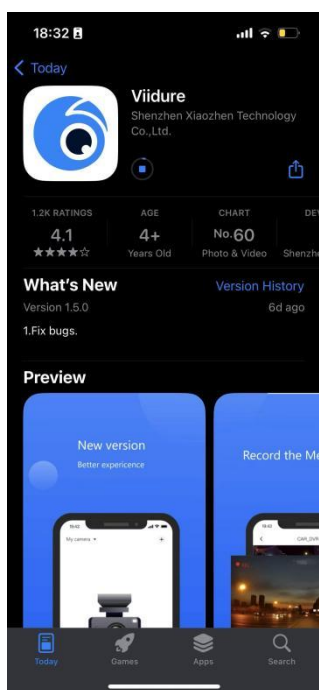 18:32
Today
Viidure
Shenzhen Xiaozhen Technology
Co.,Ltd.
1.2K RATINGS
AGE
CHART
4.1
4+
No.60
Years Old
Photo & Video
What's New
Version History
Version 1.5.0
6d ago
1.Fix bugs.
Preview
New version
Better expericence
Record the
My camera
Today
Games
Apps
Search